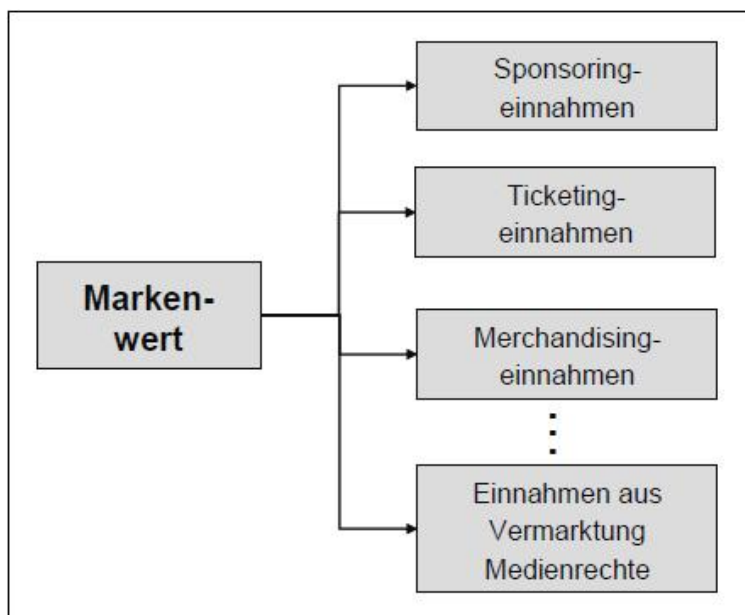 Sponsoring-
einnahmen
Ticketing-
einnahmen
Marken-
wert
Merchandising-
einnahmen
Einnahmen aus
Vermarktung
Medienrechte